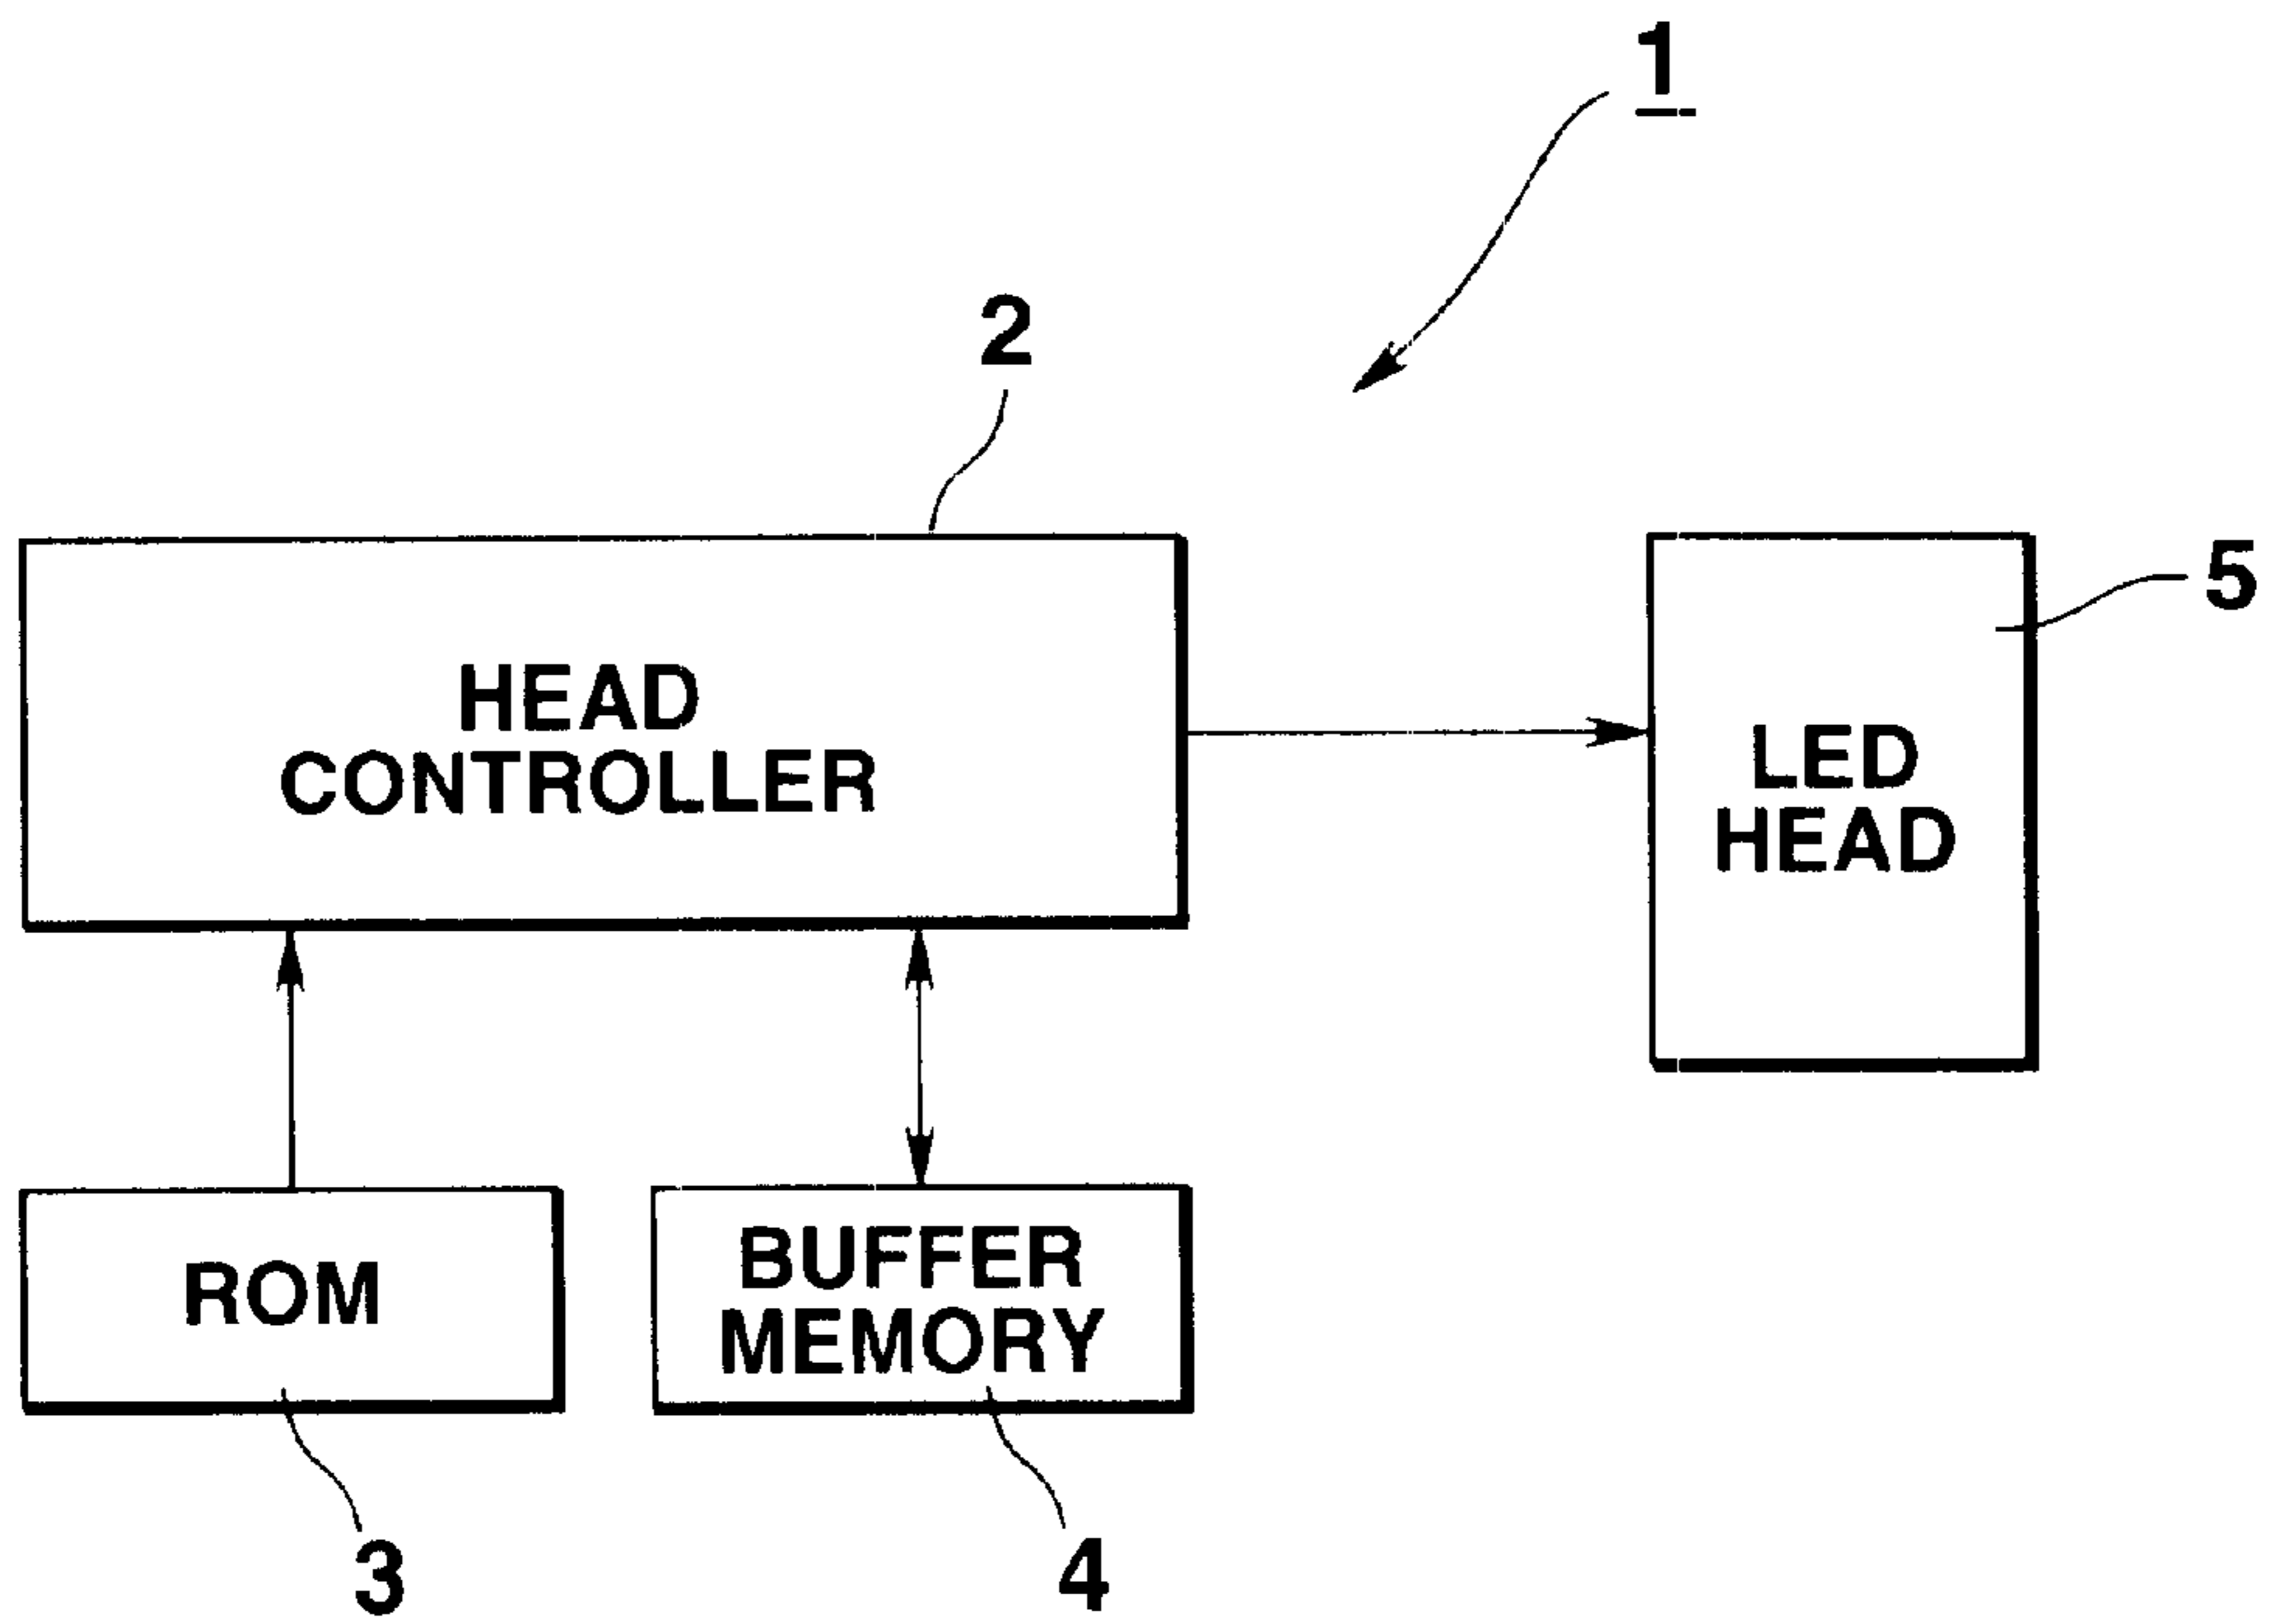 1
2
HEAD
CONTROLLER
5
LED
HEAD
ROM
BUFFER
MEMORY
3
4